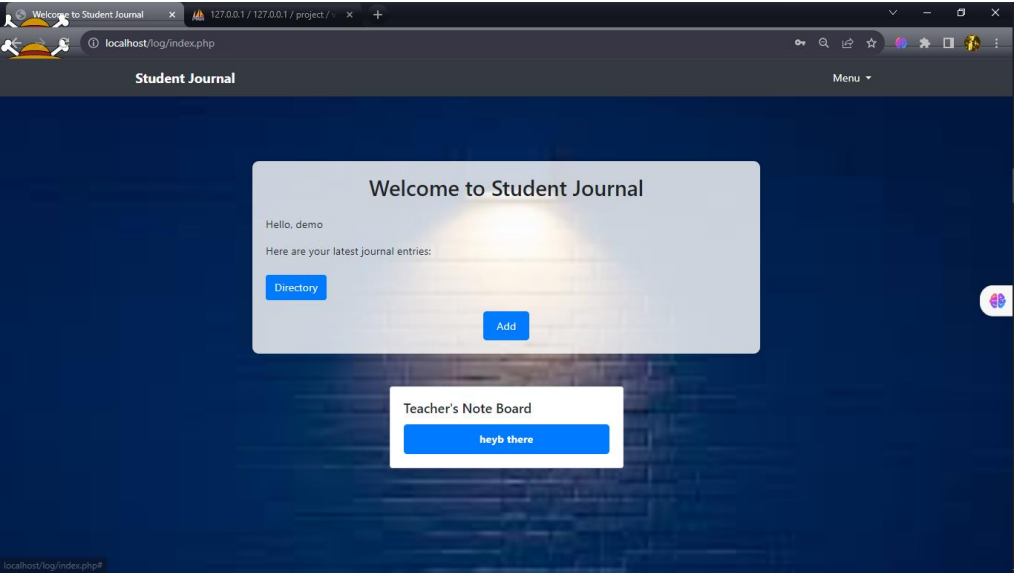 Welcome to Student Journal
127.0.0.1 / 127.0.0.1 / project /
localhost/log/index.php
Student Journal
Menu
Welcome to Student Journal
Hello, demo
Here are your latest journal entries:
Directory
Add
Teacher's Note Board
heyb there
localhost/log/index.php#